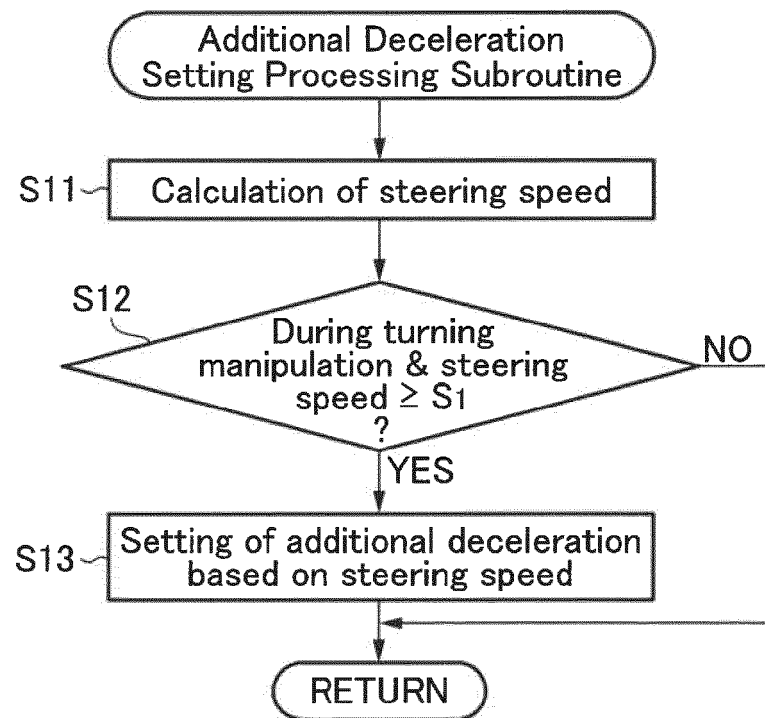 Additional Deceleration
Setting Processing Subroutine
S11
Calculation of steering speed
S12
During turning
manipulation & steering
speed ≥ S1
?
NO
YES
S13
Setting of additional deceleration
based on steering speed
RETURN